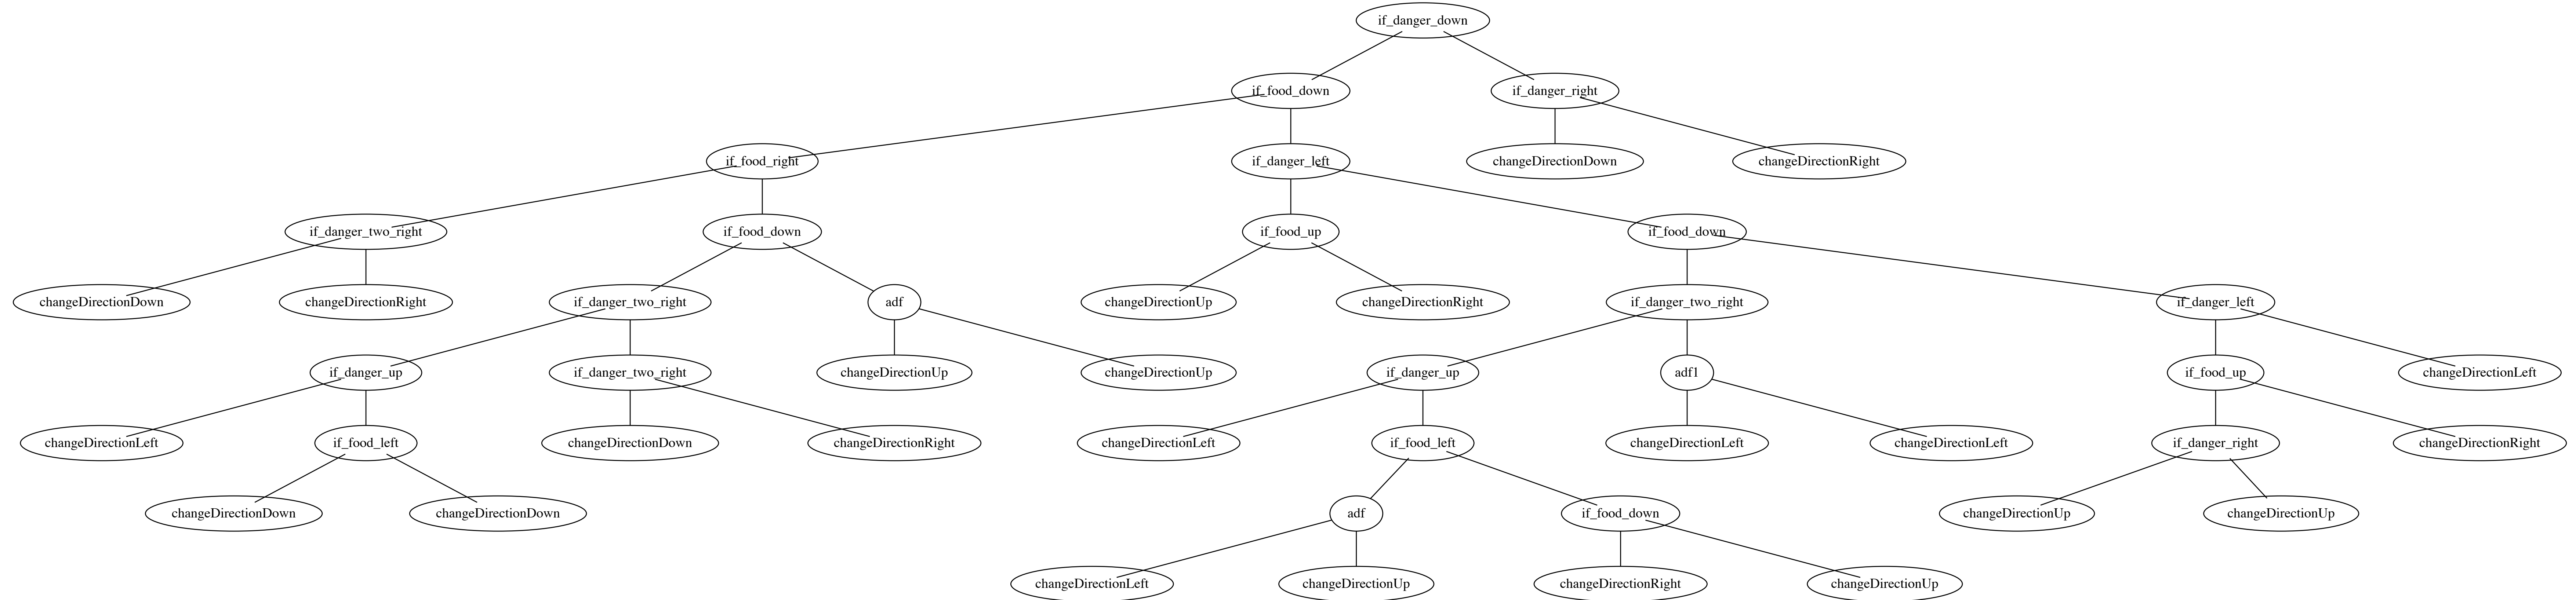 if_danger_down
if_food_down
if_danger_right
if_food_right
if_danger_left
changeDirectionDown
changeDirectionRight
if_danger_two_right
if_food_down
if_food_up
if_food_down
changeDirectionDown
changeDirectionRight
if_danger_two_right
adf
changeDirectionUp
changeDirectionRight
if_danger_two_right
if_danger_left
if_danger_up
if_danger_two_right
changeDirectionUp
changeDirectionUp
if_danger_up
adf1
if_food_up
changeDirectionLeft
changeDirectionLeft
if_food_left
changeDirectionDown
changeDirectionRight
changeDirectionLeft
if_food_left
changeDirectionLeft
changeDirectionLeft
if_danger_right
changeDirectionRight
changeDirectionDown
changeDirectionDown
adf
if_food_down
changeDirectionUp
changeDirectionUp
changeDirectionLeft
changeDirectionUp
changeDirectionRight
changeDirectionUp